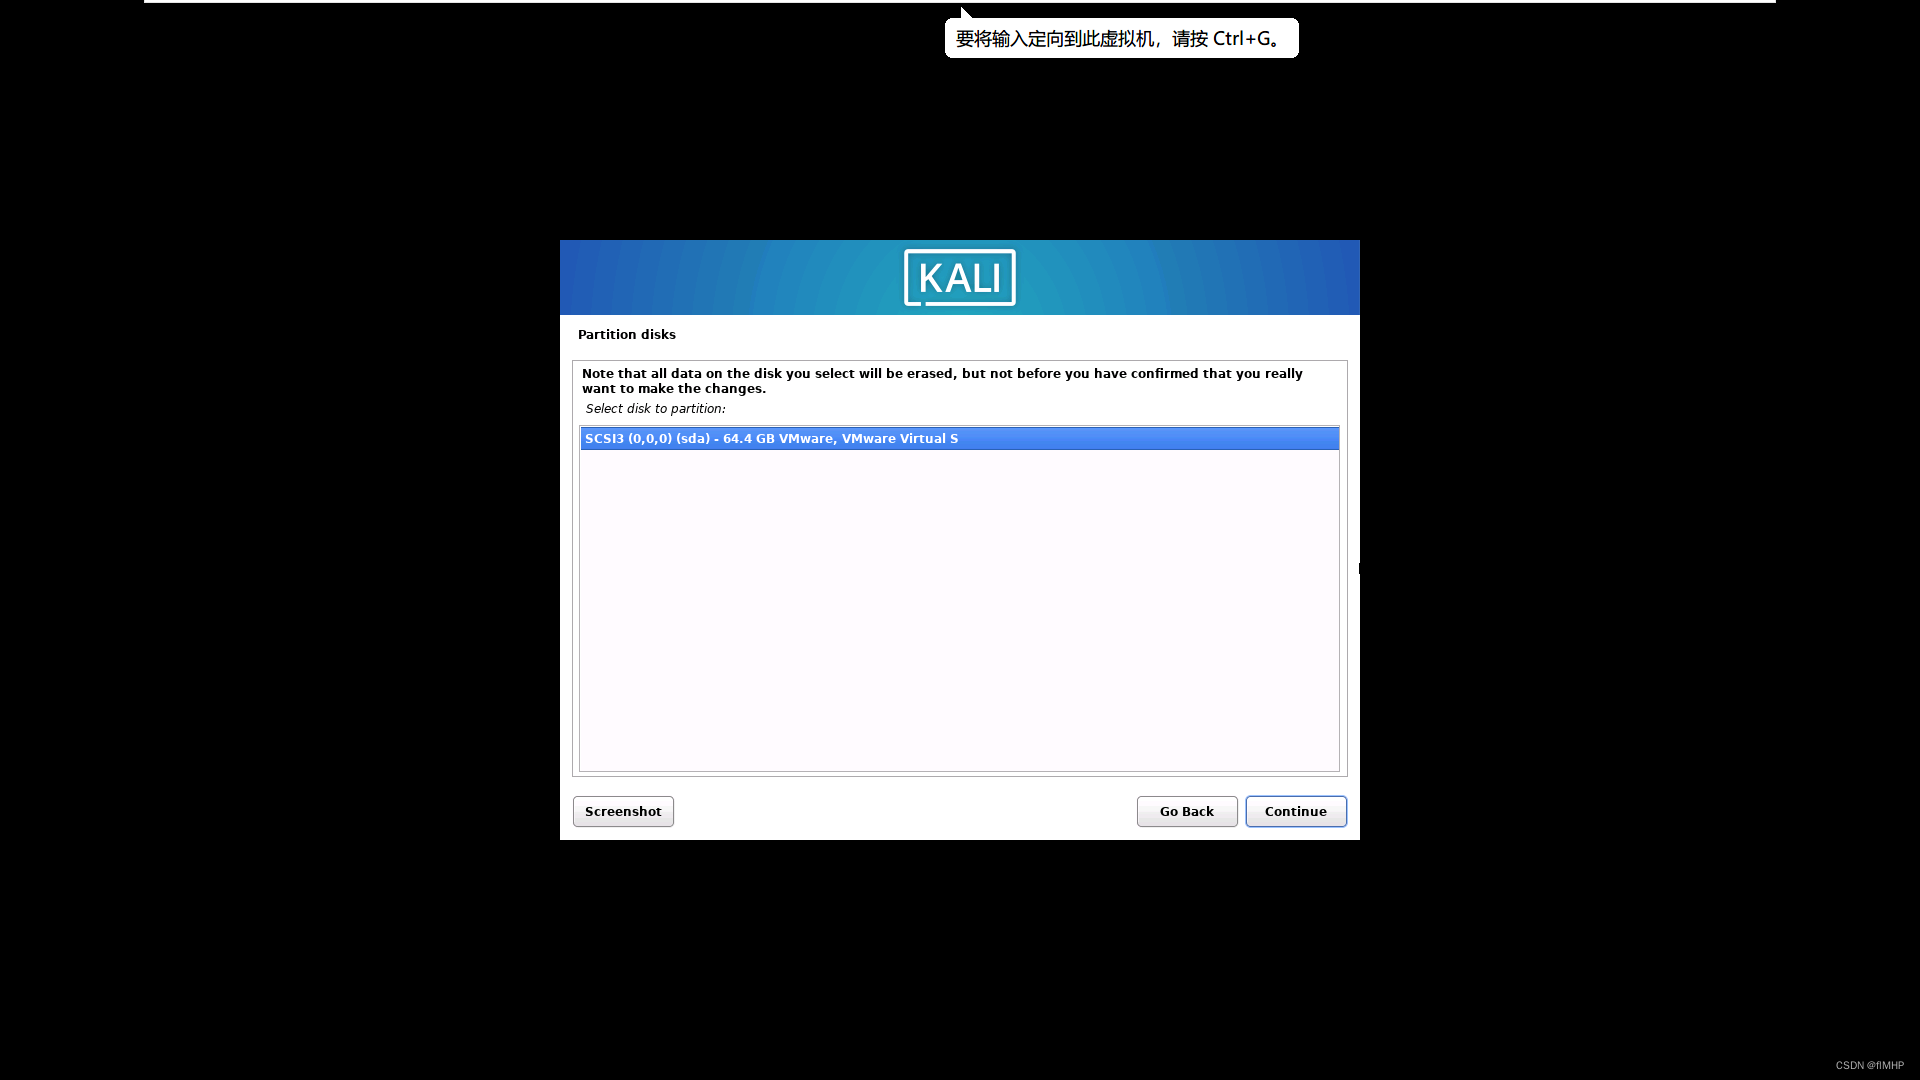 要将输入定向到此虚拟机，请按 Ctrl+G。
KALI
Partition disks
Note that all data on the disk you select will be erased, but not before you have confirmed that you really
want to make the changes.
Select disk to partition:
SCSI3 (0,0,0) (sda) - 64.4 GB VMware, VMware Virtual S
Screenshot
Go Back
Continue
CSDN @flMHP